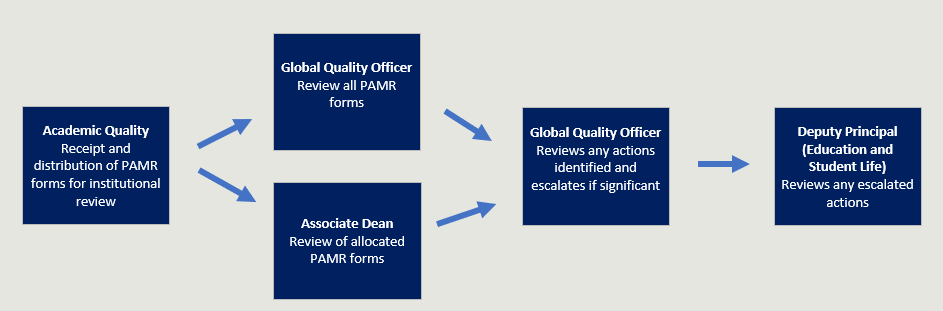 Academic Quality
Receipt and
distribution of PAMR
forms for institutional
review
Global Quality Officer
Review all PAMR
forms
Associate Dean
Review of allocated
PAMR forms
Global Quality Officer
Reviews any actions
identified and
escalates if significant
Deputy Principal
(Education and
Student Life)
Reviews any escalated
actions